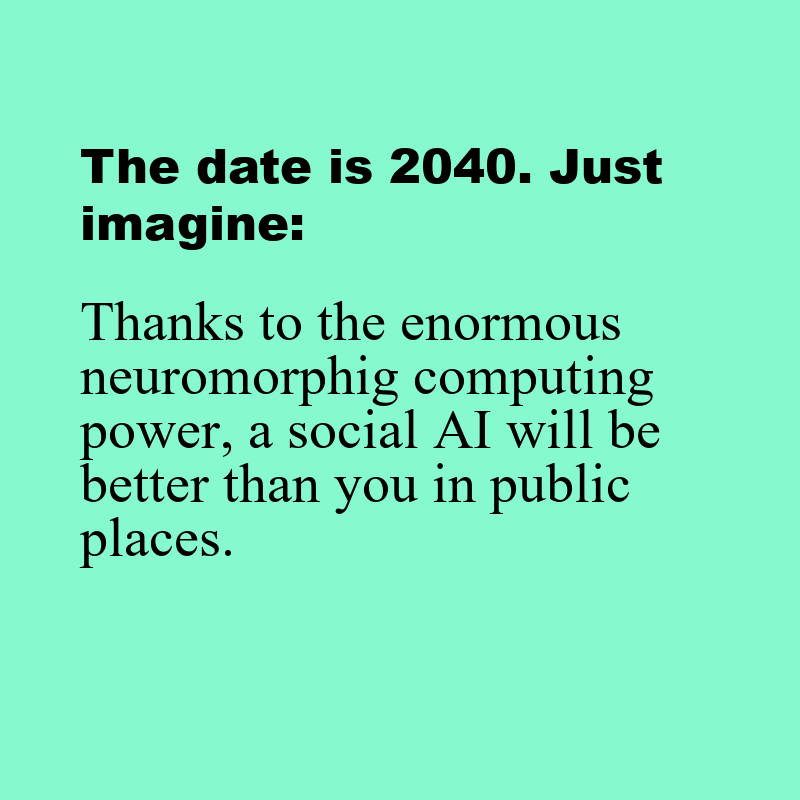 The date is 2040. Just
imagine:
Thanks to the enormous
neuromorphig computing
power, a social AI will be
better than you in public
places.